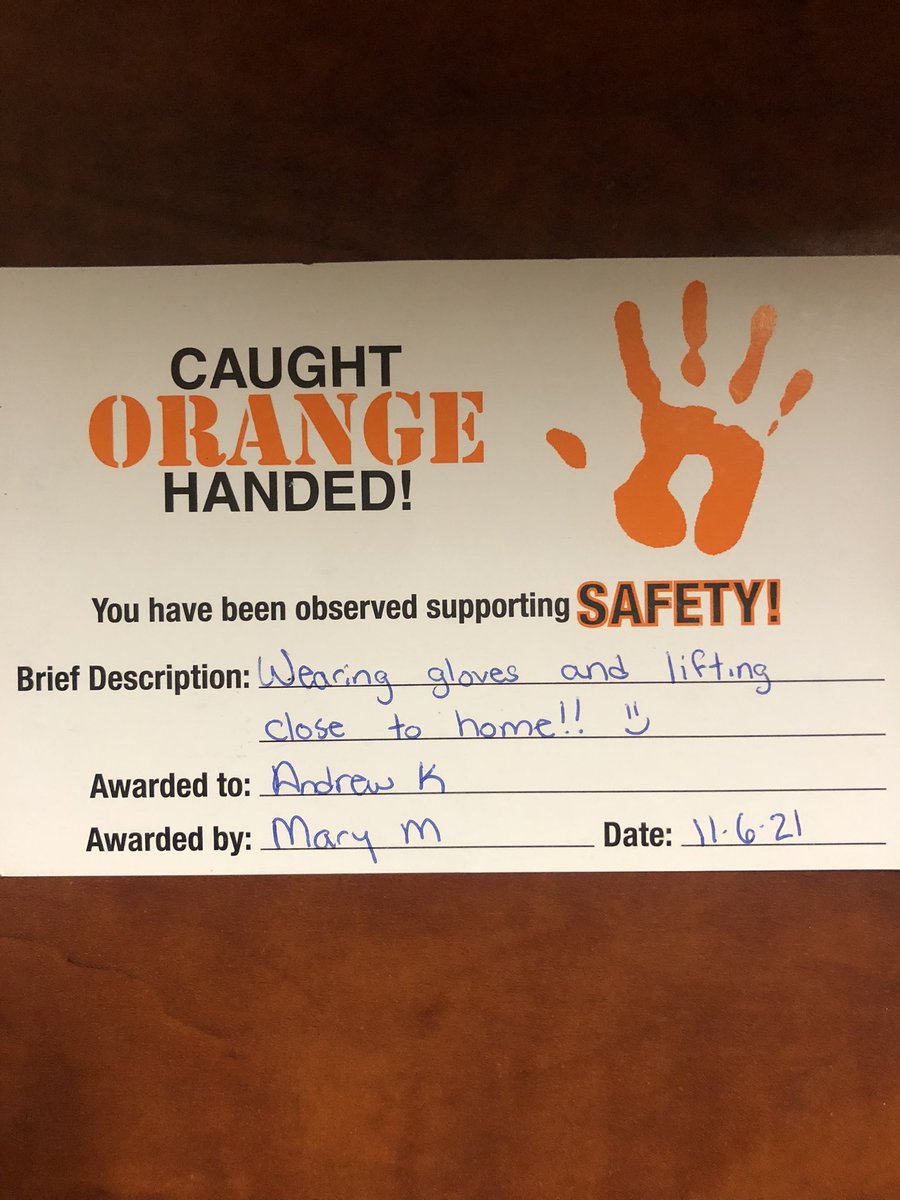 CAUGHT
ORANGE
HANDED!
You have been observed supporting SAFETY!
Brief Description: Wearing gloves and lifting
close to home!! :)
Awarded to: Andrew K
Awarded by: Mary M Date: 11.6.21